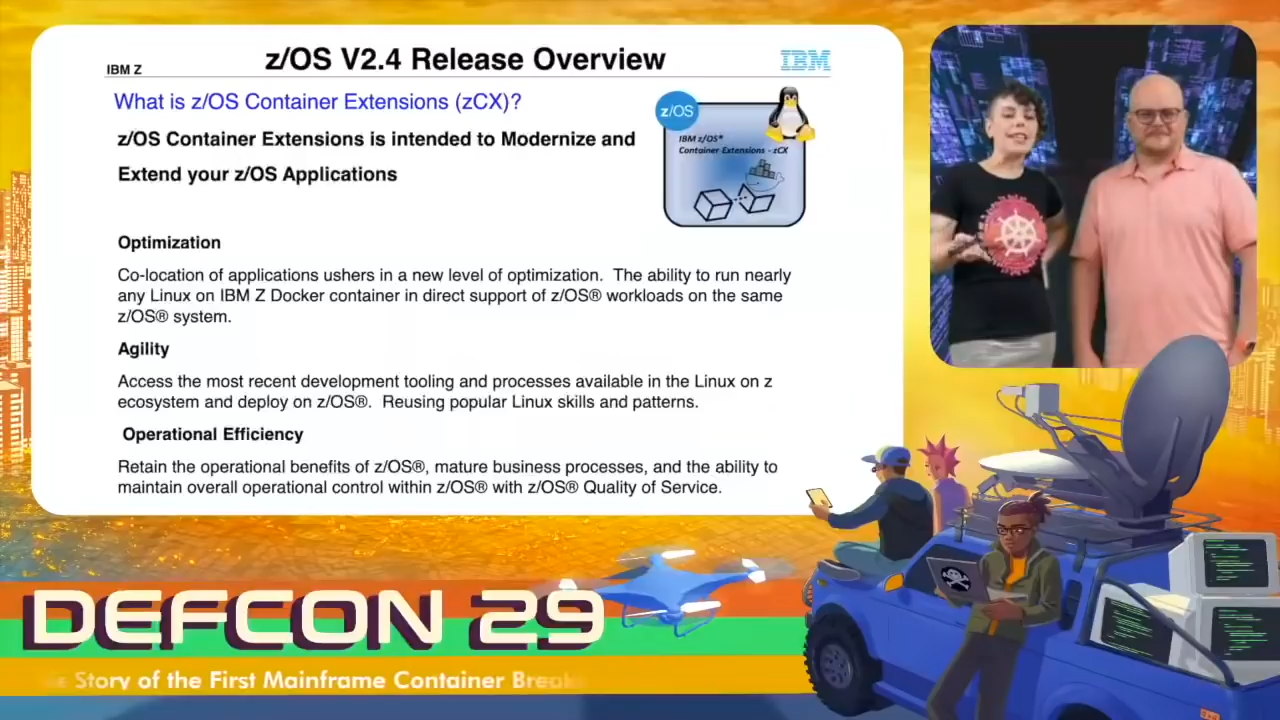 z/OS V2.4 Release Overview
IBM Z
IBM
What is z/OS Container Extensions (zCX)?
z/OS
IBM z/OS®
Container Extensions - zCX
z/OS Container Extensions is intended to Modernize and
Extend your z/OS Applications
Optimization
Co-location of applications ushers in a new level of optimization. The ability to run nearly
any Linux on IBM Z Docker container in direct support of z/OS® workloads on the same
z/OS® system.
Agility
Access the most recent development tooling and processes available in the Linux on z
ecosystem and deploy on z/OS®. Reusing popular Linux skills and patterns.
Operational Efficiency
Retain the operational benefits of z/OS®, mature business processes, and the ability to
maintain overall operational control within z/OS® with z/OS® Quality of Service.
DEFCON 29
Story of the First Mainframe Container Break